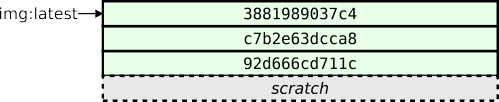 img:latest
3881989037c4
c7b2e63dcca8
92d666cd711c
scratch